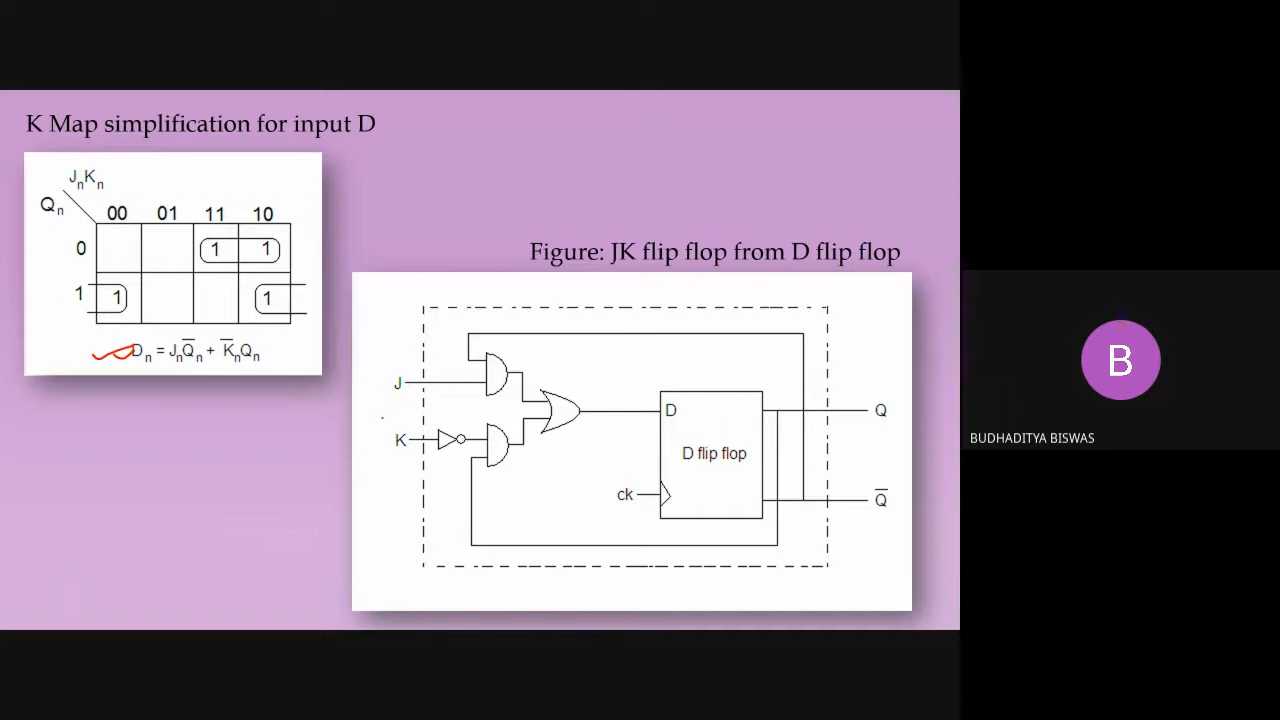 K Map simplification for input D
JₙKₙ
Qₙ
00 01 11 10
0 1 1
1 1 1
Dₙ = JₙQ̅ₙ + K̅ₙQₙ
Figure: JK flip flop from D flip flop
J
K
D
Q
D flip flop
ck
Q̅
B
BUDHADITYA BISWAS